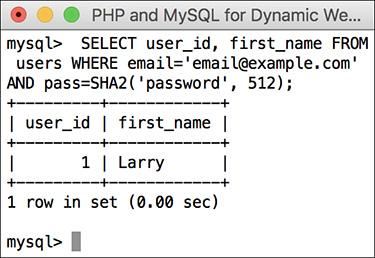 PHP and MySQL for Dynamic We...
mysql>  SELECT user_id, first_name FROM
 users WHERE email='email@example.com'
AND pass=SHA2('password', 512);
+---------+------------+
| user_id | first_name |
+---------+------------+
|       1 | Larry      |
+---------+------------+
1 row in set (0.00 sec)
mysql>